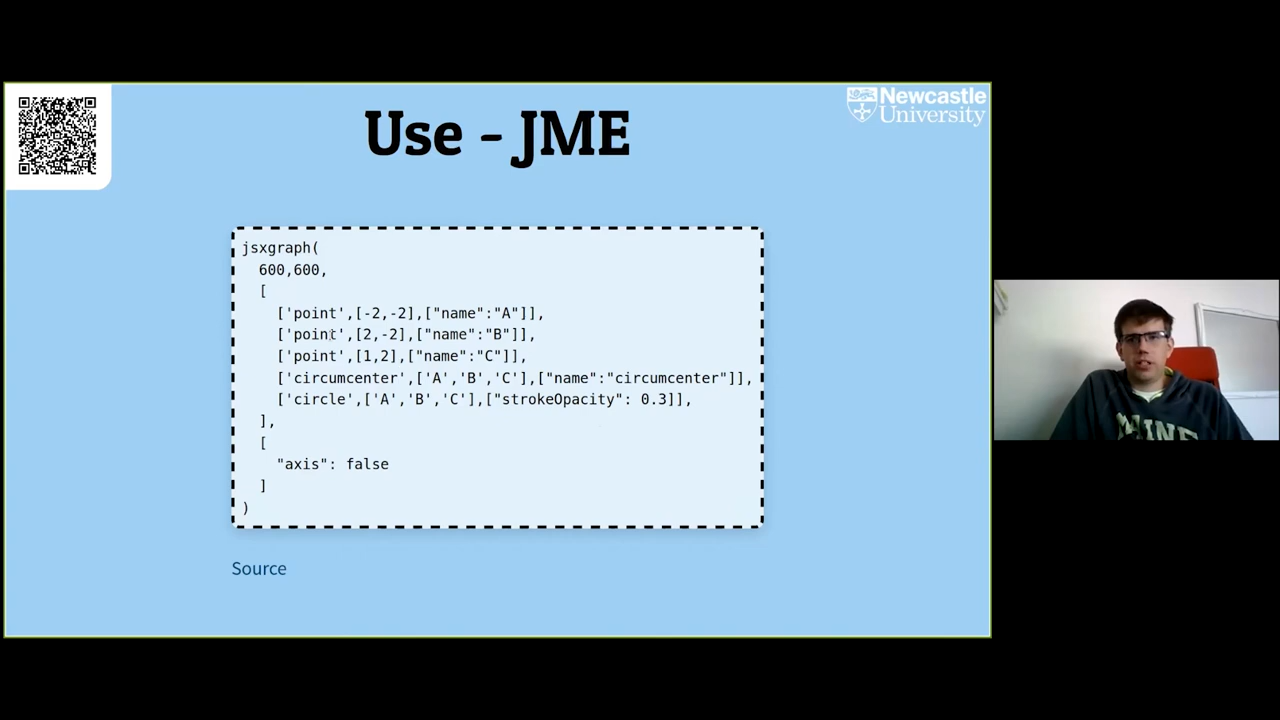 Newcastle
University
Use - JME
jsxgraph(
600,600,
[
['point',[-2,-2],["name":"A"]],
['point',[2,-2],["name":"B"]],
['point',[1,2],["name":"C"]],
['circumcenter',['A','B','C'],["name":"circumcenter"]],
['circle',['A','B','C'],["strokeOpacity": 0.3]],
],
[
"axis": false
]
)
Source
MAINE